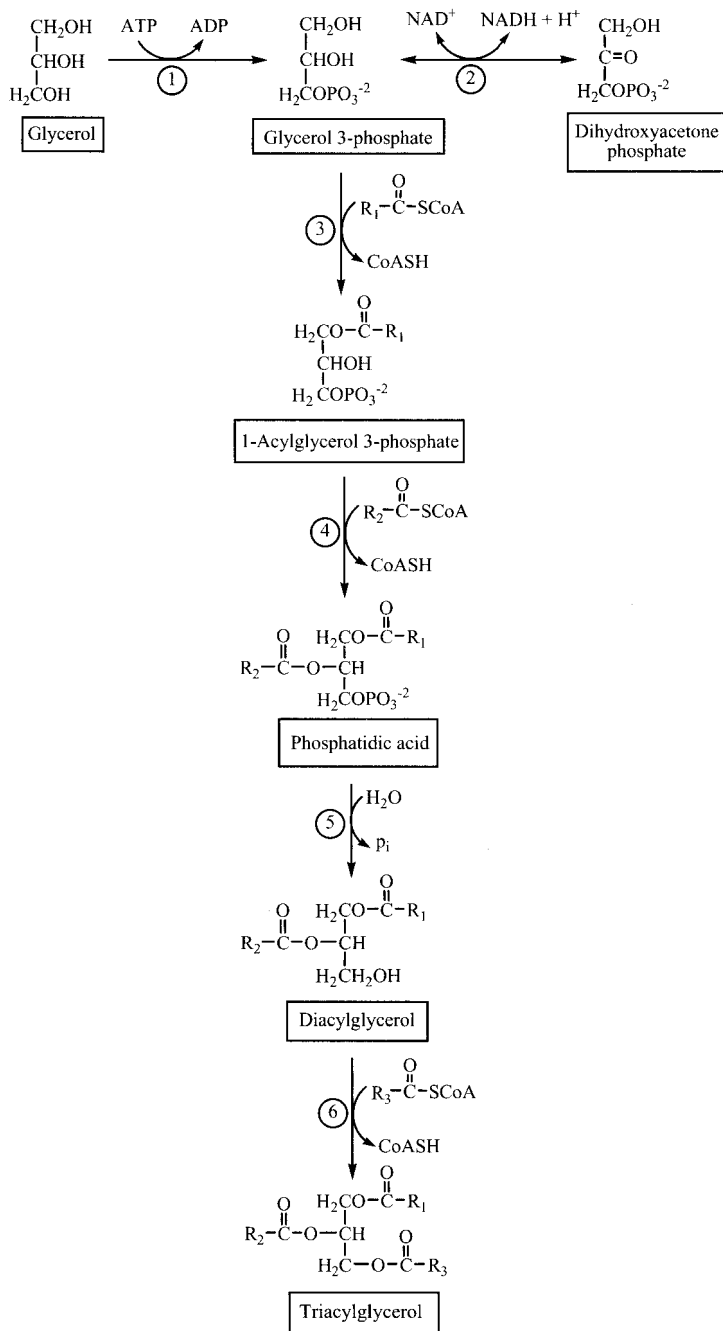 CH₂OH
CHOH
H₂COH
Glycerol
ATP ADP
1
CH₂OH
CHOH
H₂COPO₃⁻²
Glycerol 3-phosphate
NAD⁺ NADH + H⁺
2
CH₂OH
C=O
H₂COPO₃⁻²
Dihydroxyacetone
phosphate
3
O
R₁—C—SCoA
CoASH
O
H₂CO—C—R₁
CHOH
H₂COPO₃⁻²
1-Acylglycerol 3-phosphate
4
O
R₂—C—SCoA
CoASH
O
H₂CO—C—R₁
O
R₂—C—O—CH
H₂COPO₃⁻²
Phosphatidic acid
5
H₂O
pᵢ
O
H₂CO—C—R₁
O
R₂—C—O—CH
H₂CH₂OH
Diacylglycerol
6
O
R₃—C—SCoA
CoASH
O
H₂CO—C—R₁
O
R₂—C—O—CH
O
H₂C—O—C—R₃
Triacylglycerol